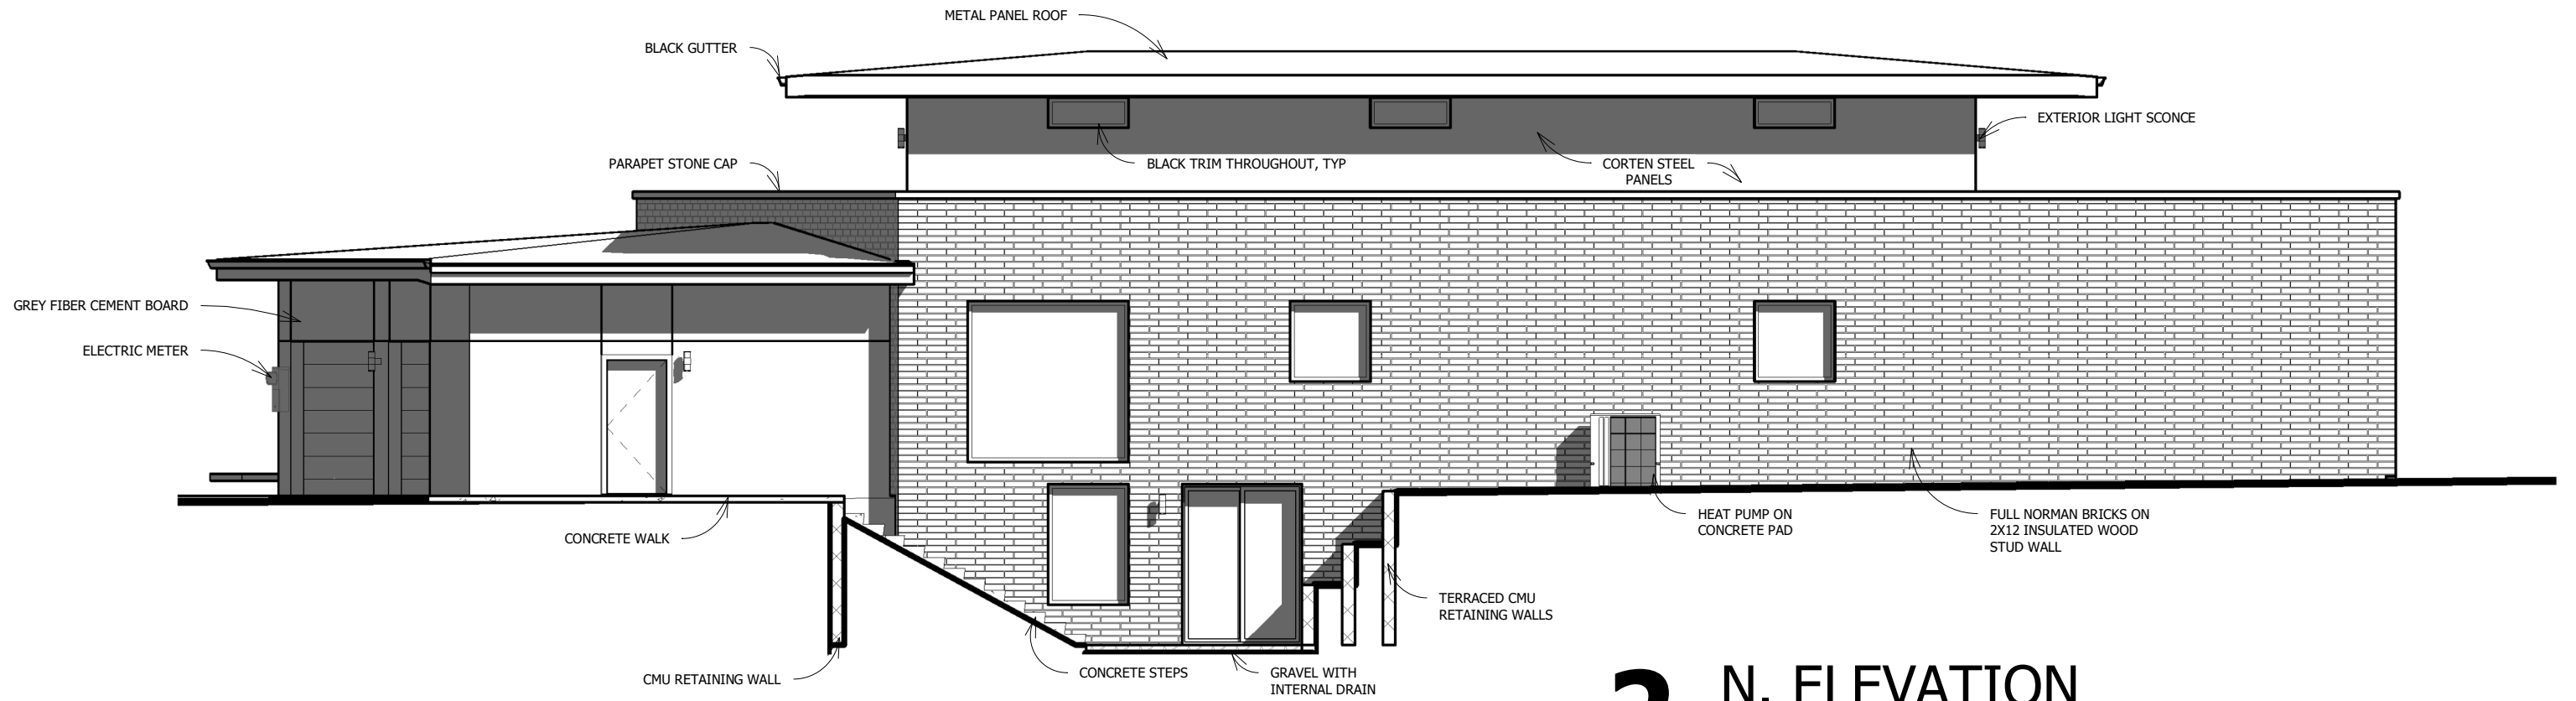 METAL PANEL ROOF
BLACK GUTTER
EXTERIOR LIGHT SCONCE
PARAPET STONE CAP
BLACK TRIM THROUGHOUT, TYP
CORTEN STEEL
PANELS
GREY FIBER CEMENT BOARD
ELECTRIC METER
CONCRETE WALK
HEAT PUMP ON
CONCRETE PAD
FULL NORMAN BRICKS ON
2X12 INSULATED WOOD
STUD WALL
TERRACED CMU
RETAINING WALLS
CMU RETAINING WALL
CONCRETE STEPS
GRAVEL WITH
INTERNAL DRAIN
N. ELEVATION